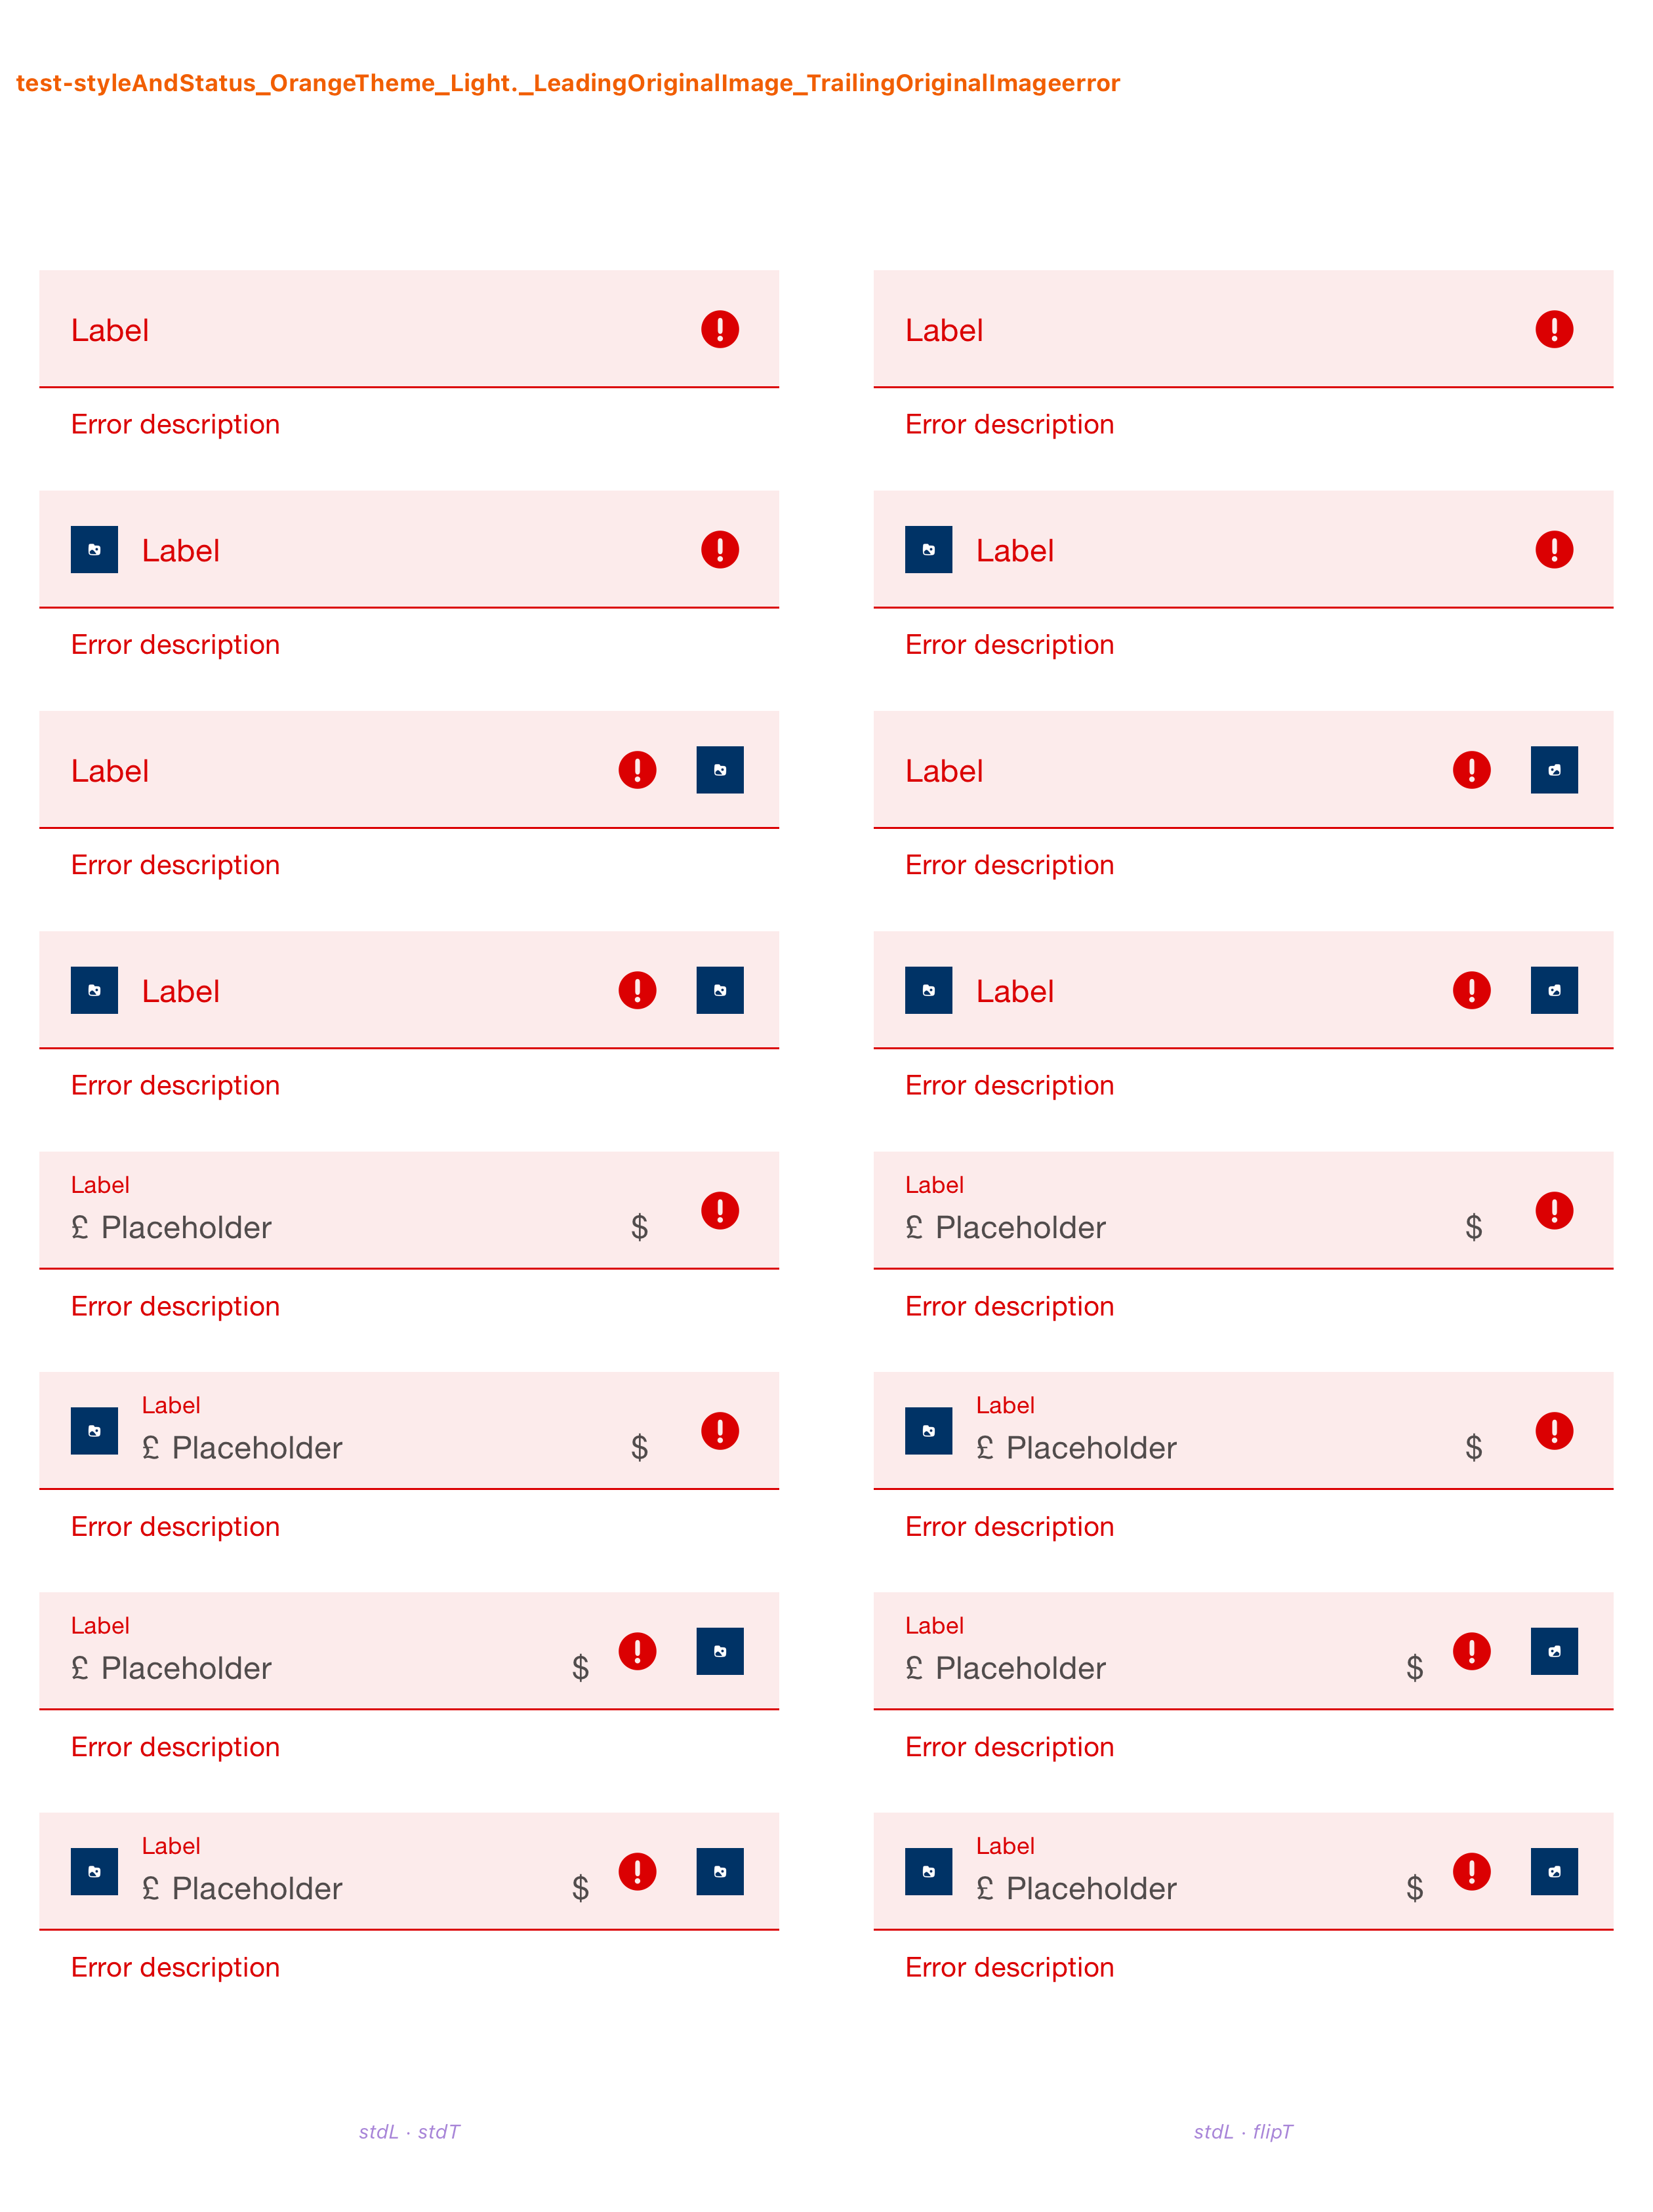 test-styleAndStatus_OrangeTheme_Light._LeadingOriginalImage_TrailingOriginalImageerror
Label
Error description
Label
Error description
Label
Error description
Label
Error description
Label
£ Placeholder $
Error description
Label
£ Placeholder $
Error description
Label
£ Placeholder $
Error description
Label
£ Placeholder $
Error description
stdL · stdT
Label
Error description
Label
Error description
Label
Error description
Label
Error description
Label
£ Placeholder $
Error description
Label
£ Placeholder $
Error description
Label
£ Placeholder $
Error description
Label
£ Placeholder $
Error description
stdL · flipT